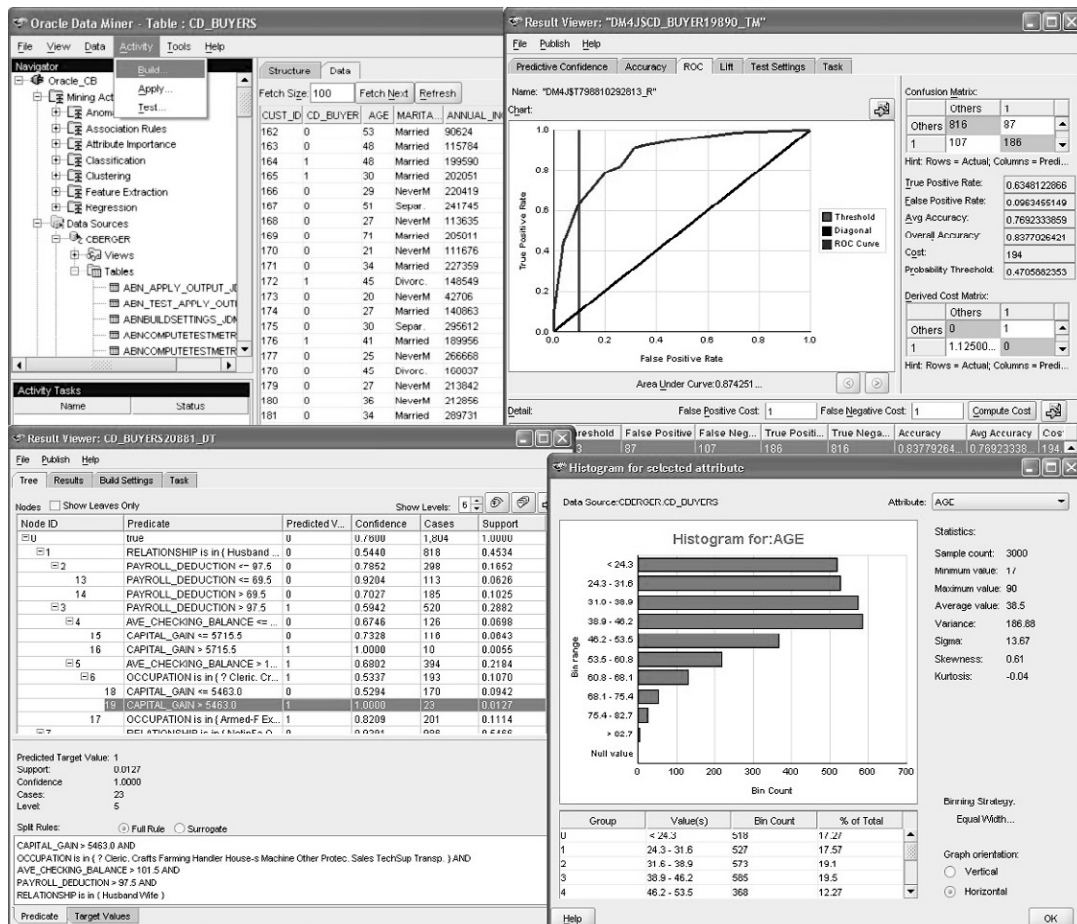 Oracle Data Miner - Table : CD_BUYERS
File View Data Activity Tools Help
Build...
Apply...
Test...
Navigator
Oracle_CB
Mining Act
Anom
Association Rules
Attribute Importance
Classification
Clustering
Feature Extraction
Regression
Data Sources
CBERGER
Views
Tables
ABN_APPLY_OUTPUT_JD
ABN_TEST_APPLY_OUT
ABNBUILDSETTINGS_JDM
ABNCOMPUTETESTMETR
ABNCOMPUTETESTMETR
Activity Tasks
Name Status
Structure Data
Fetch Size: 100 Fetch Next Refresh
CUST_ID CD_BUYER AGE MARITA... ANNUAL_IN
162 0 53 Married 90624
163 0 48 Married 115784
164 1 48 Married 199590
165 1 30 Married 202051
166 0 29 NeverM 220419
167 0 51 Separ. 241745
168 0 27 NeverM 113635
169 0 71 Married 205011
170 0 21 NeverM 111676
171 0 34 Married 227359
172 1 45 Divorc. 148549
173 0 20 NeverM 42706
174 0 27 Married 140863
175 0 30 Separ. 295612
176 1 41 Married 189956
177 0 25 NeverM 266668
170 0 45 Divorc. 160037
179 0 27 NeverM 213842
180 0 36 NeverM 212856
181 0 34 Married 289731
Result Viewer: "DM4J$CD_BUYER19890_TM"
File Publish Help
Predictive Confidence Accuracy ROC Lift Test Settings Task
Name: "DM4J$T798810292813_R"
Chart:
True Positive Rate
1.0
0.8
0.6
0.4
0.2
0.0
0.0 0.2 0.4 0.6 0.8 1.0
False Positive Rate
Threshold
Diagonal
ROC Curve
Area Under Curve:0.874251...
Confusion Matrix:
Others 1
Others 816 87
1 107 186
Hint: Rows = Actual; Columns = Predi...
True Positive Rate: 0.6348122866
False Positive Rate: 0.0963455149
Avg Accuracy: 0.7692333859
Overall Accuracy: 0.8377926421
Cost: 194
Probability Threshold: 0.4705882353
Derived Cost Matrix:
Others 1
Others 0 1
1 1.12500... 0
Hint: Rows = Actual; Columns = Predi...
Detail: False Positive Cost: 1 False Negative Cost: 1 Compute Cost
reshold False Positive False Neg... True Positi... True Nega... Accuracy Avg Accuracy Cos
3 87 107 186 816 0.83779264... 0.76923338... 194.
Result Viewer: CD_BUYERS20881_DT
File Publish Help
Tree Results Build Settings Task
Nodes Show Leaves Only Show Levels: 6
Node ID Predicate Predicted V... Confidence Cases Support
0 true 0 0.7600 1,804 1.0000
1 RELATIONSHIP is in ( Husband ... 0 0.5440 818 0.4534
2 PAYROLL_DEDUCTION <= 97.5 0 0.7852 298 0.1652
13 PAYROLL_DEDUCTION <= 69.5 0 0.9204 113 0.0626
14 PAYROLL_DEDUCTION > 69.5 0 0.7027 185 0.1025
3 PAYROLL_DEDUCTION > 97.5 1 0.5942 520 0.2882
4 AVE_CHECKING_BALANCE <= ... 0 0.6746 126 0.0698
15 CAPITAL_GAIN <= 5715.5 0 0.7328 116 0.0643
16 CAPITAL_GAIN > 5715.5 1 1.0000 10 0.0055
5 AVE_CHECKING_BALANCE > 1... 1 0.6802 394 0.2184
6 OCCUPATION is in ( ? Cleric. Cr... 1 0.5337 193 0.1070
18 CAPITAL_GAIN <= 5463.0 0 0.5294 170 0.0942
19 CAPITAL_GAIN > 5463.0 1 1.0000 23 0.0127
17 OCCUPATION is in ( Armed-F Ex... 1 0.8209 201 0.1114
Predicted Target Value: 1
Support: 0.0127
Confidence 1.0000
Cases: 23
Level: 5
Split Rules: Full Rule Surrogate
CAPITAL_GAIN > 5463.0 AND
OCCUPATION is in ( ? Cleric. Crafts Farming Handler House-s Machine Other Protec. Sales TechSup Transp. ) AND
AVE_CHECKING_BALANCE > 101.5 AND
PAYROLL_DEDUCTION > 97.5 AND
RELATIONSHIP is in ( Husband Wife )
Predicate Target Values
Histogram for selected attribute
Data Source:CBERGER.CD_BUYERS Attribute: AGE
Histogram for:AGE
Bin range
< 24.3
24.3 - 31.6
31.6 - 38.9
38.9 - 46.2
46.2 - 53.5
53.5 - 60.8
60.8 - 68.1
68.1 - 75.4
75.4 - 82.7
> 82.7
Null value
0 100 200 300 400 500 600 700
Bin Count
Statistics:
Sample count: 3000
Minimum value: 17
Maximum value: 90
Average value: 38.5
Variance: 186.88
Sigma: 13.67
Skewness: 0.61
Kurtosis: -0.04
Binning Strategy.
Equal Width...
Graph orientation:
Vertical
Horizontal
Group Value(s) Bin Count % of Total
0 < 24.3 518 17.27
1 24.3 - 31.6 527 17.57
2 31.6 - 38.9 573 19.1
3 38.9 - 46.2 585 19.5
4 46.2 - 53.5 368 12.27
Help OK